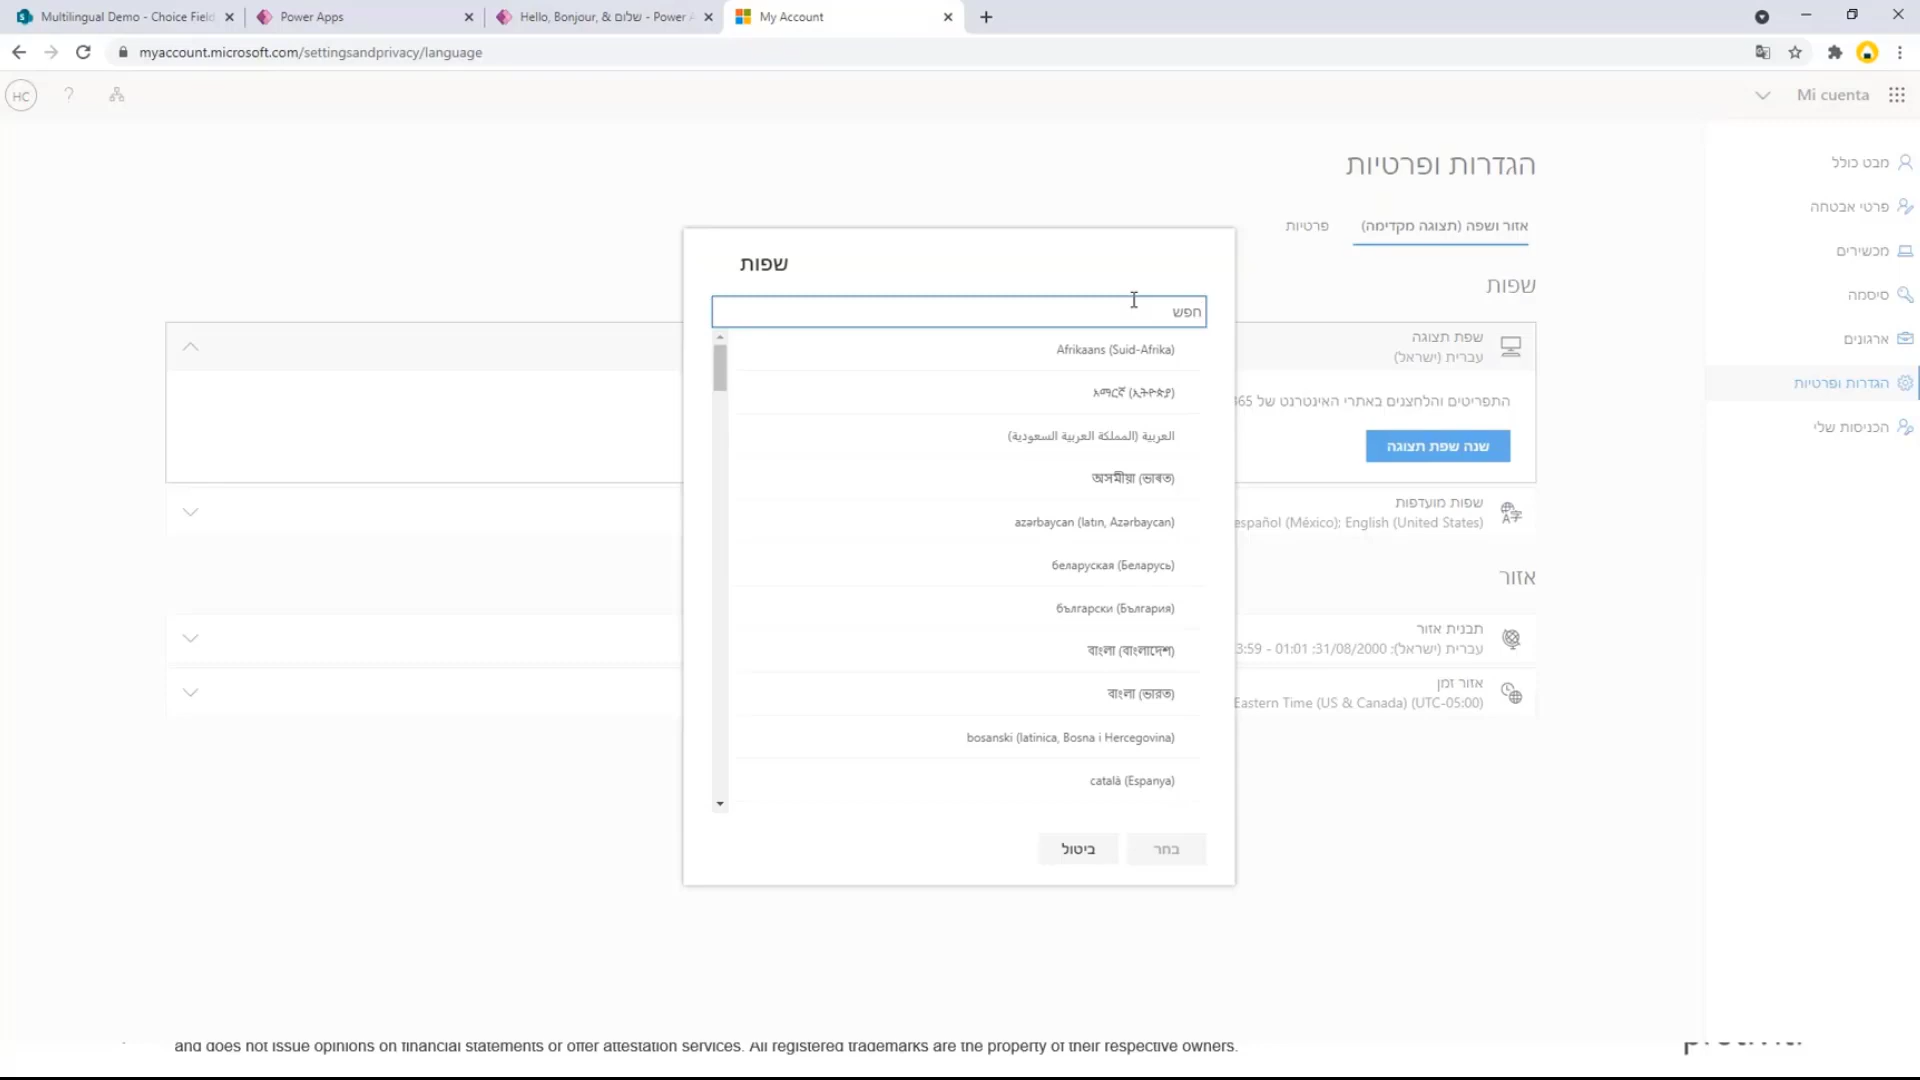 Multilingual Demo - Choice Field
Power Apps
Hello, Bonjour, & שלום - Power A
My Account
myaccount.microsoft.com/settingsandprivacy/language
HC
?
Mi cuenta
הגדרות ופרטיות
אזור ושפה (תצוגה מקדימה)
פרטיות
שפות
שפת תצוגה
עברית (ישראל)
התפריטים והלחצנים באתרי האינטרנט של 365
שנה שפת תצוגה
שפות מועדפות
español (México); English (United States)
אזור
תבנית אזור
עברית (ישראל): 31/08/2000: 01:01 - 3:59
אזור זמן
Eastern Time (US & Canada) (UTC-05:00)
מבט כולל
פרטי אבטחה
מכשירים
סיסמה
ארגונים
הגדרות ופרטיות
הכניסות שלי
שפות
חפש
Afrikaans (Suid-Afrika)
አማርኛ (ኢትዮጵያ)
العربية (المملكة العربية السعودية)
অসমীয়া (ভাৰত)
azərbaycan (latın, Azərbaycan)
беларуская (Беларусь)
български (България)
বাংলা (বাংলাদেশ)
বাংলা (ভারত)
bosanski (latinica, Bosna i Hercegovina)
català (Espanya)
בחר
ביטול
and does not issue opinions on financial statements or offer attestation services. All registered trademarks are the property of their respective owners.